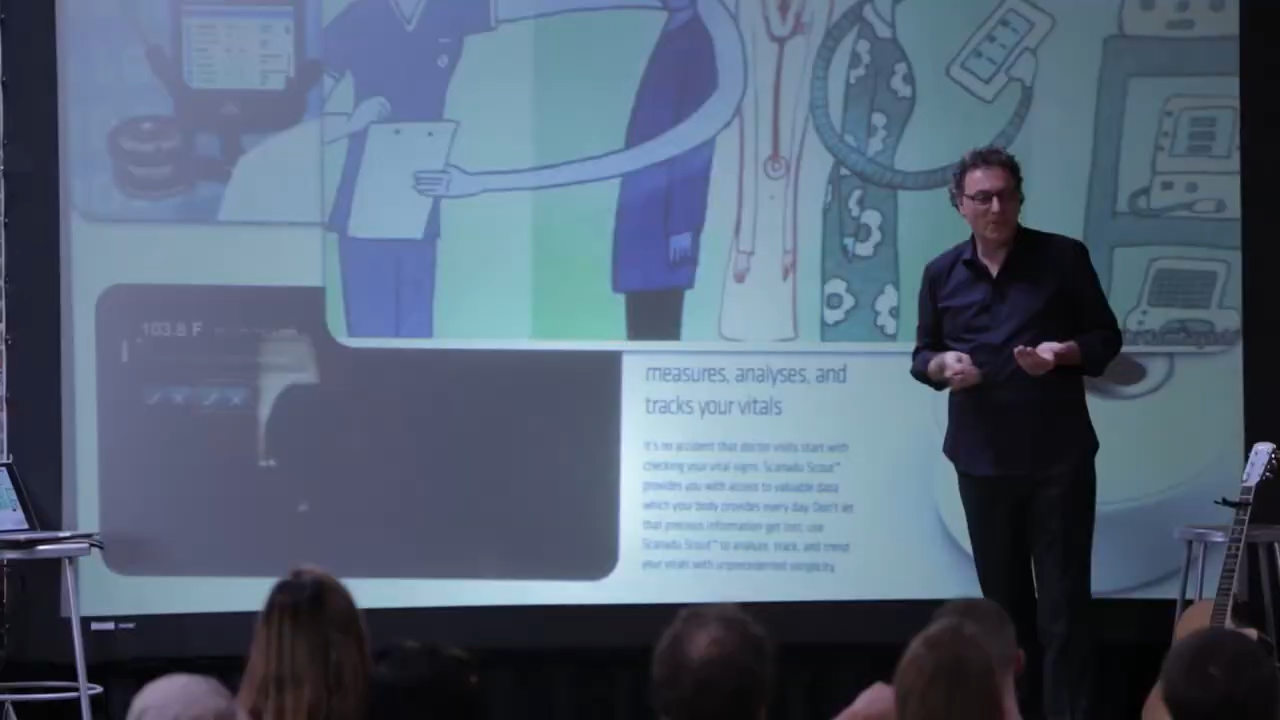 103.8 F
measures, analyses, and
tracks your vitals
It's no accident that doctor visits start with
checking your vital signs. Scanadu Scout™
provides you with access to valuable data
which your body provides every day. Don't let
that precious information get lost, use
Scanadu Scout™ to analyze, track, and trend
your vitals with unprecedented simplicity.